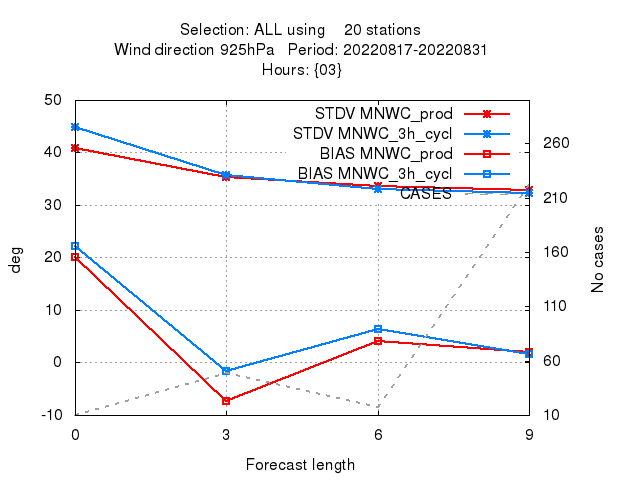 Selection: ALL using 20 stations
Wind direction 925hPa Period: 20220817-20220831
Hours: {03}
STDV MNWC_prod
STDV MNWC_3h_cycl
BIAS MNWC_prod
BIAS MNWC_3h_cycl
CASES
50
40
30
20
10
0
-10
deg
260
210
160
110
60
10
No cases
0 3 6 9
Forecast length